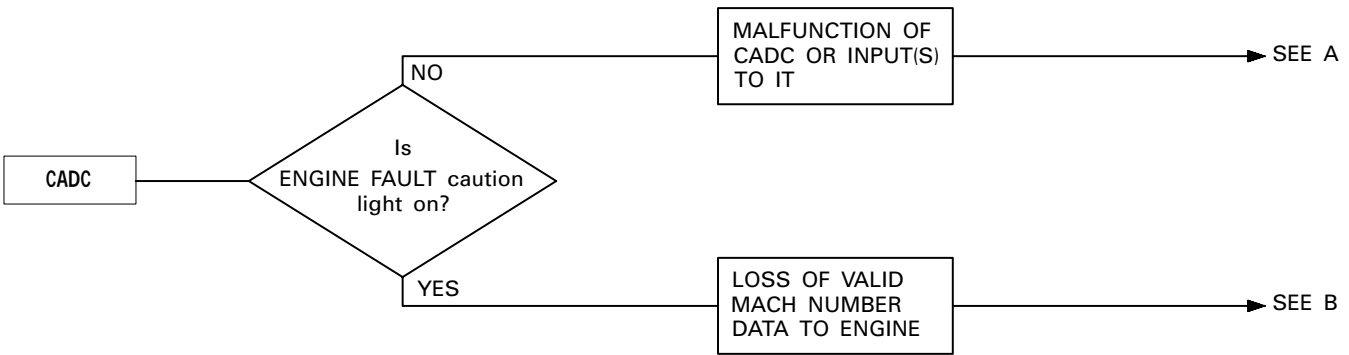 CADC
Is
ENGINE FAULT caution
light on?
NO
MALFUNCTION OF
CADC OR INPUT(S)
TO IT
SEE A
YES
LOSS OF VALID
MACH NUMBER
DATA TO ENGINE
SEE B